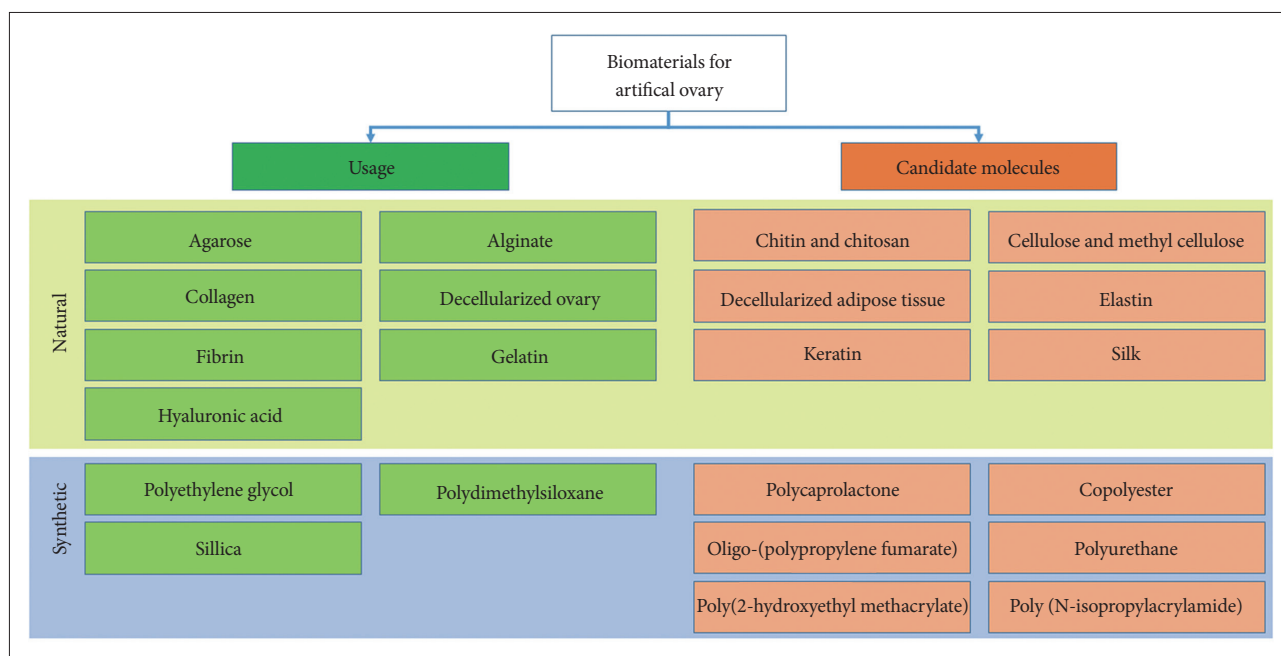 Biomaterials for
artifical ovary
Usage
Candidate molecules
Natural
Agarose
Alginate
Chitin and chitosan
Cellulose and methyl cellulose
Collagen
Decellularized ovary
Decellularized adipose tissue
Elastin
Fibrin
Gelatin
Keratin
Silk
Hyaluronic acid
Synthetic
Polyethylene glycol
Polydimethylsiloxane
Polycaprolactone
Copolyester
Sillica
Oligo-(polypropylene fumarate)
Polyurethane
Poly(2-hydroxyethyl methacrylate)
Poly (N-isopropylacrylamide)